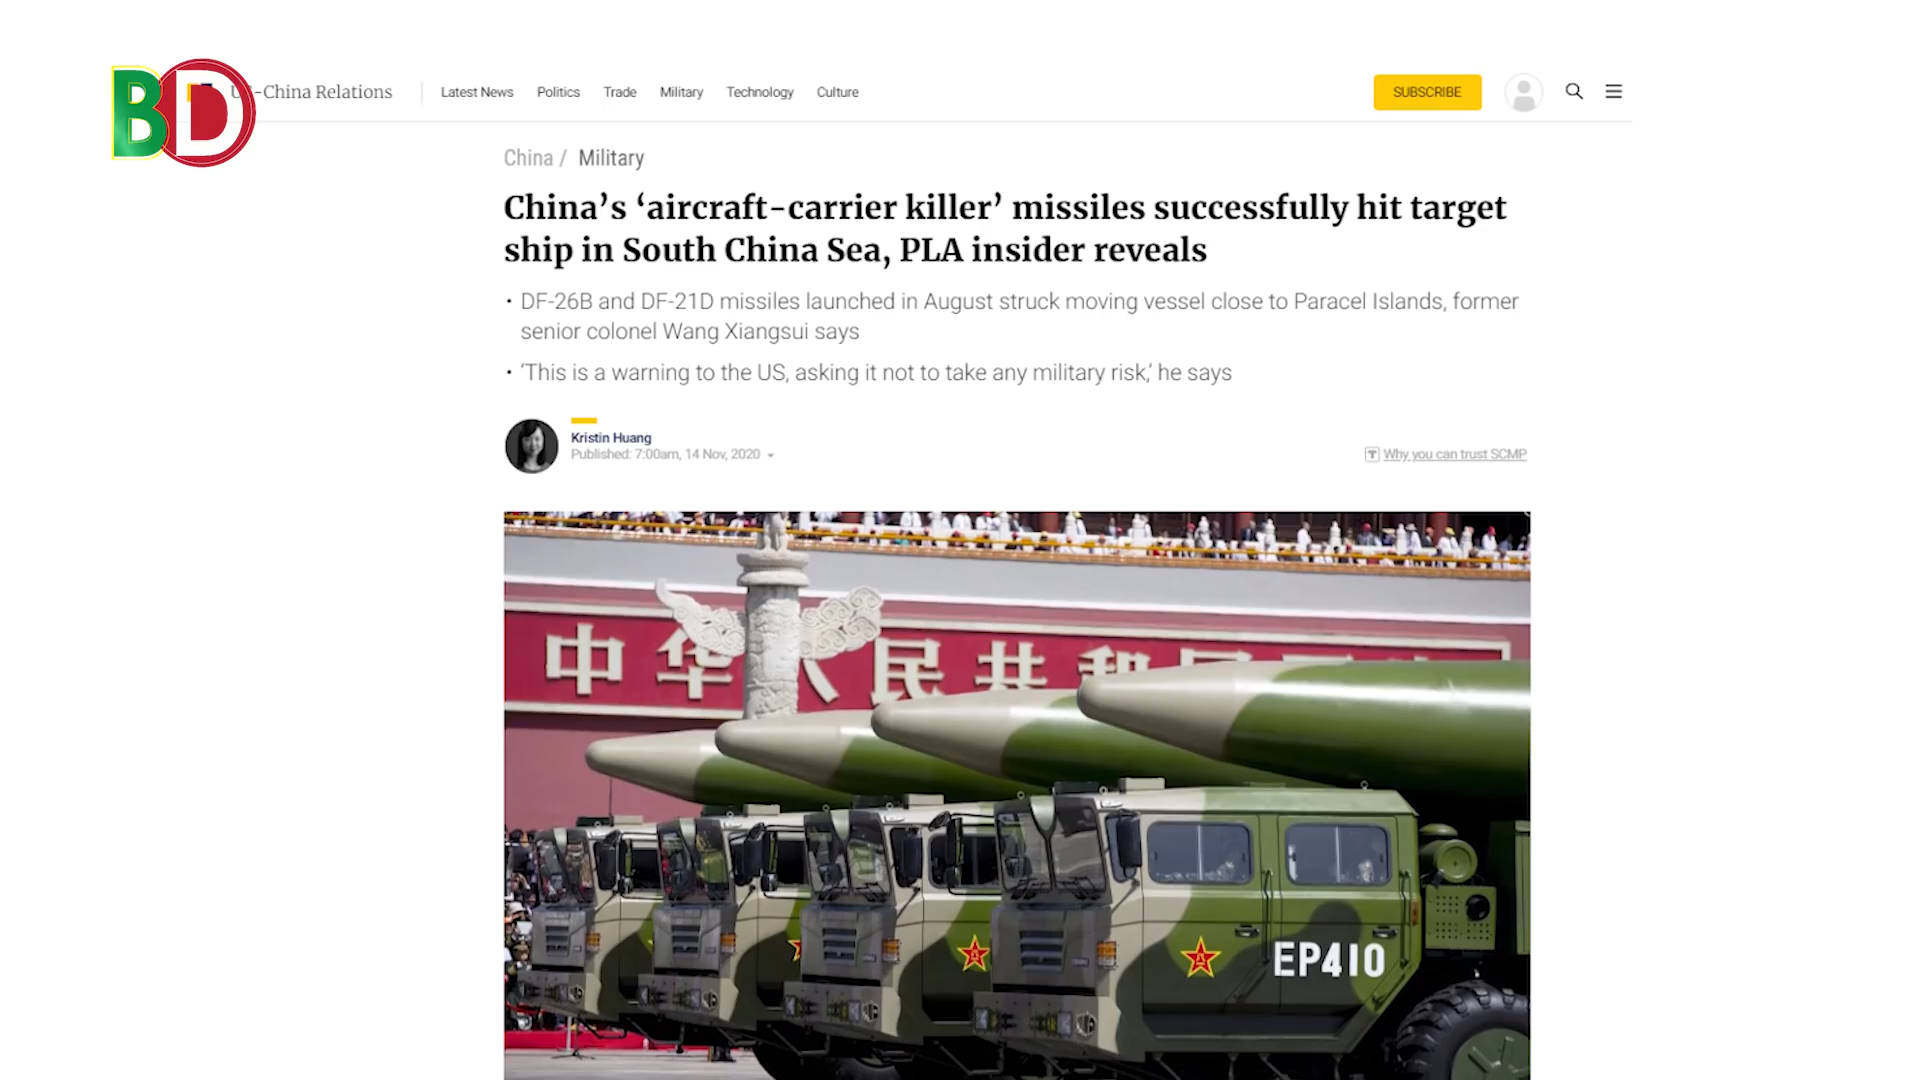 BD
-China Relations
Latest News
Politics
Trade
Military
Technology
Culture
SUBSCRIBE
China / Military
China’s ‘aircraft-carrier killer’ missiles successfully hit target
ship in South China Sea, PLA insider reveals
• DF-26B and DF-21D missiles launched in August struck moving vessel close to Paracel Islands, former
senior colonel Wang Xiangsui says
• ‘This is a warning to the US, asking it not to take any military risk,’ he says
Kristin Huang
Published: 7:00am, 14 Nov, 2020
Why you can trust SCMP
中华人民共和
EP410